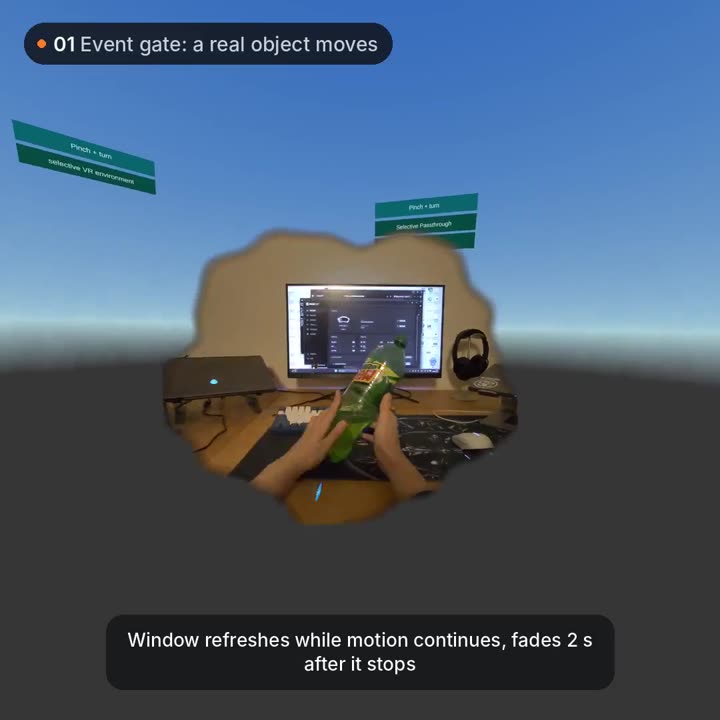 01 Event gate: a real object moves
Pinch + turn
selective VR environment
Pinch + turn
Selective Passthrough
Window refreshes while motion continues, fades 2 s
after it stops